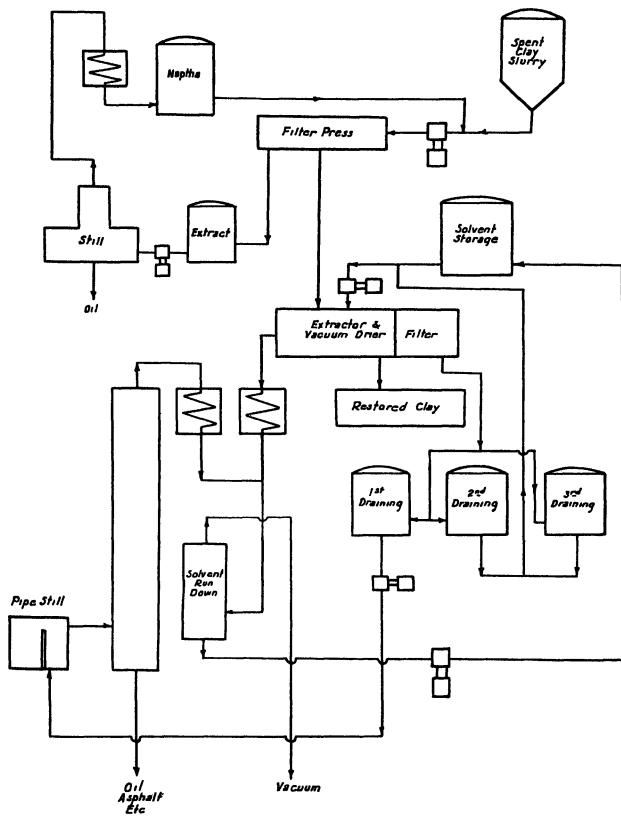 Spent
Clay
Slurry
Naptha
Filter Press
Still
Extract
Solvent
Storage
Oil
Extractor &
Vacuum Drier
Filter
Restored Clay
1st
Draining
2nd
Draining
3rd
Draining
Solvent
Run
Down
Pipe Still
Oil
Asphalt
Etc
Vacuum